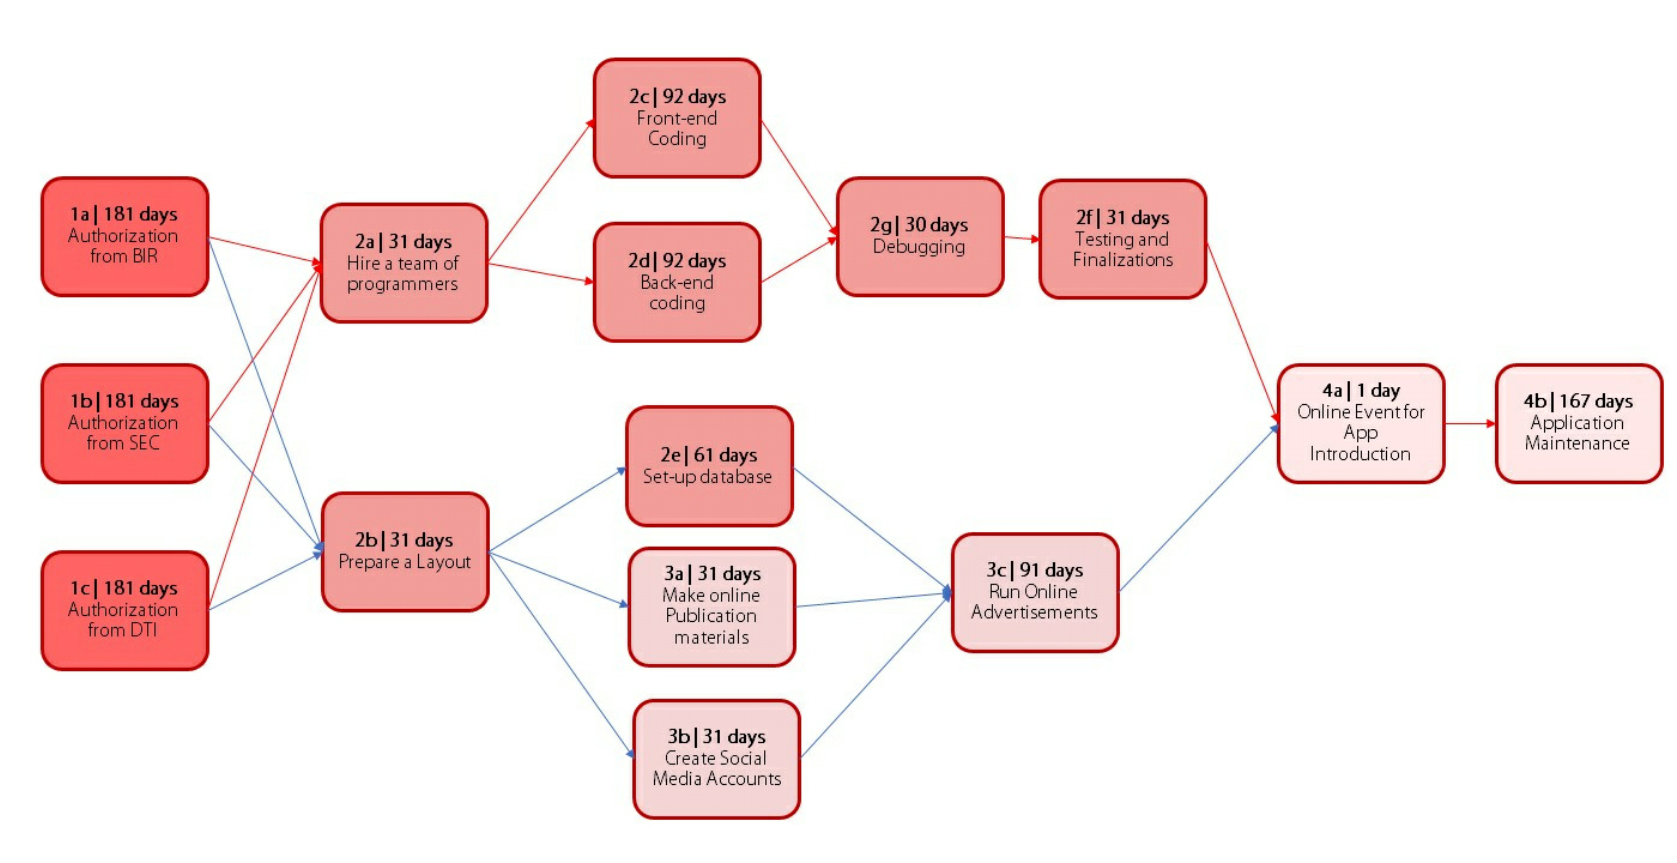 1a| 181 days
Authorization
from BIR
1b| 181 days
Authorization
from SEC
1c| 181 days
Authorization
from DTI
2a| 31 days
Hire a team of
programmers
2b| 31 days
Prepare a Layout
2c| 92 days
Front-end
Coding
2d| 92 days
Back-end
coding
2e| 61 days
Set-up database
3a| 31 days
Make online
Publication
materials
3b| 31 days
Create Social
Media Accounts
2g| 30 days
Debugging
2f| 31 days
Testing and
Finalizations
3c| 91 days
Run Online
Advertisements
4a| 1 day
Online Event for
App
Introduction
4b| 167 days
Application
Maintenance